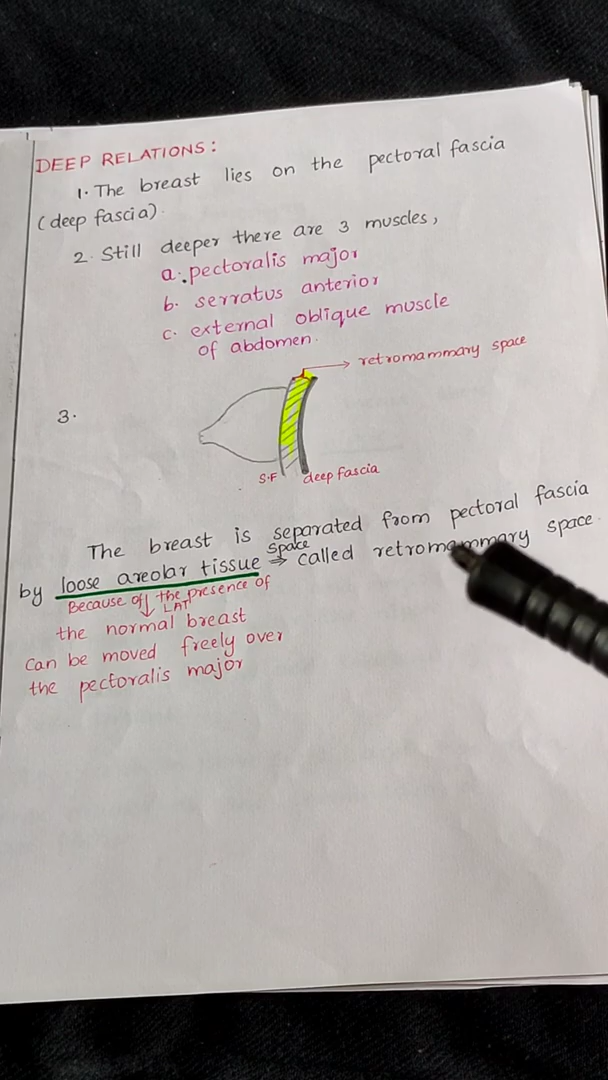 DEEP RELATIONS:
1. The breast lies on the pectoral fascia
(deep fascia).
2. Still deeper there are 3 muscles,
a. pectoralis major
b. serratus anterior
c. external oblique muscle
of abdomen.
→ retromammary space
3.
S.F deep fascia
The breast is separated from pectoral fascia
by loose areolar tissue space ⇒ called retromammary space.
Because of the presence of
↓ LAT
the normal breast
can be moved freely over
the pectoralis major